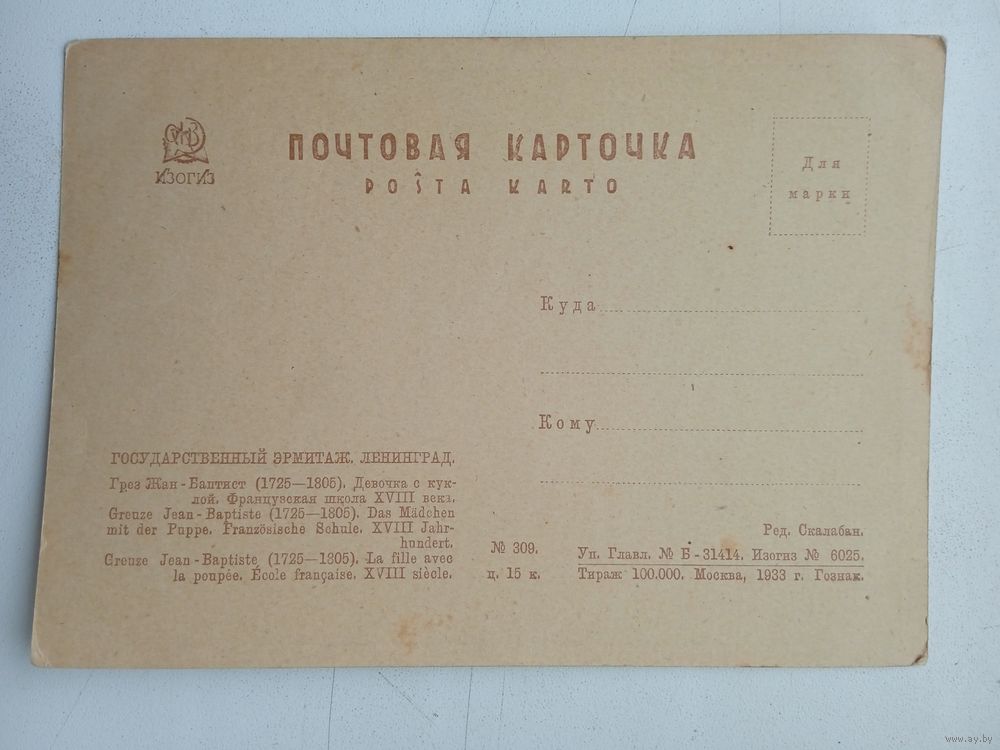 ИЗОГИЗ
ПОЧТОВАЯ КАРТОЧКА
POŜTA KARTO
Для
марки
Куда
Кому
ГОСУДАРСТВЕННЫЙ ЭРМИТАЖ. ЛЕНИНГРАД.
Грез Жан-Баптист (1725—1805). Девочка с кук-
лой. Французская школа XVIII века.
Greuze Jean-Baptiste (1725—1805). Das Mädchen
mit der Puppe. Französische Schule. XVIII Jahr-
hundert.
Greuze Jean-Baptiste (1725—1805). La fille avec
la poupée. École française. XVIII siècle.
№ 309.
ц. 15 к.
Ред. Скалабан.
Уп. Главл. № Б-31414. Изогиз № 6025.
Тираж 100.000. Москва, 1933 г. Гознак.
www.ay.by